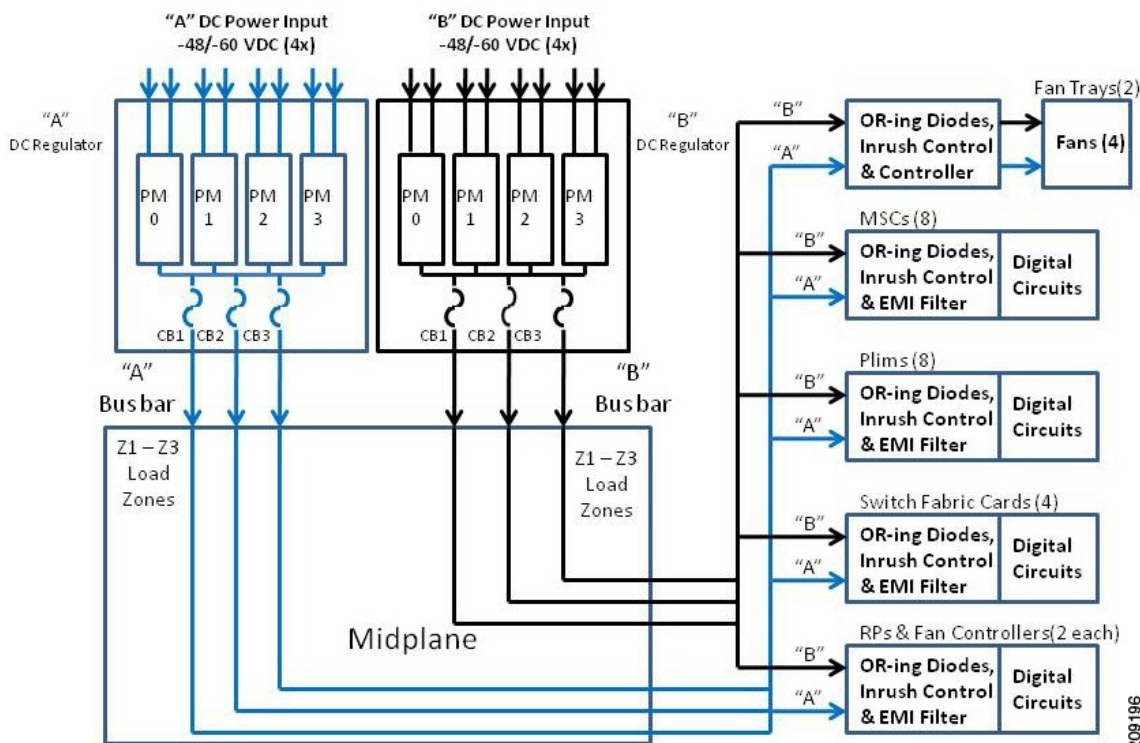 “A” DC Power Input
-48/-60 VDC (4x)
“B” DC Power Input
-48/-60 VDC (4x)
“A”
DC Regulator
PM
0
PM
1
PM
2
PM
3
CB1
CB2
CB3
PM
0
PM
1
PM
2
PM
3
CB1
CB2
CB3
“B”
DC Regulator
“A”
Bus bar
“B”
Bus bar
Z1 – Z3
Load
Zones
Z1 – Z3
Load
Zones
Midplane
Fan Trays(2)
“B”
“A”
OR-ing Diodes,
Inrush Control
& Controller
Fans (4)
MSCs (8)
“B”
“A”
OR-ing Diodes,
Inrush Control
& EMI Filter
Digital
Circuits
Plims (8)
“B”
“A”
OR-ing Diodes,
Inrush Control
& EMI Filter
Digital
Circuits
Switch Fabric Cards (4)
“B”
“A”
OR-ing Diodes,
Inrush Control
& EMI Filter
Digital
Circuits
RPs & Fan Controllers(2 each)
“B”
“A”
OR-ing Diodes,
Inrush Control
& EMI Filter
Digital
Circuits